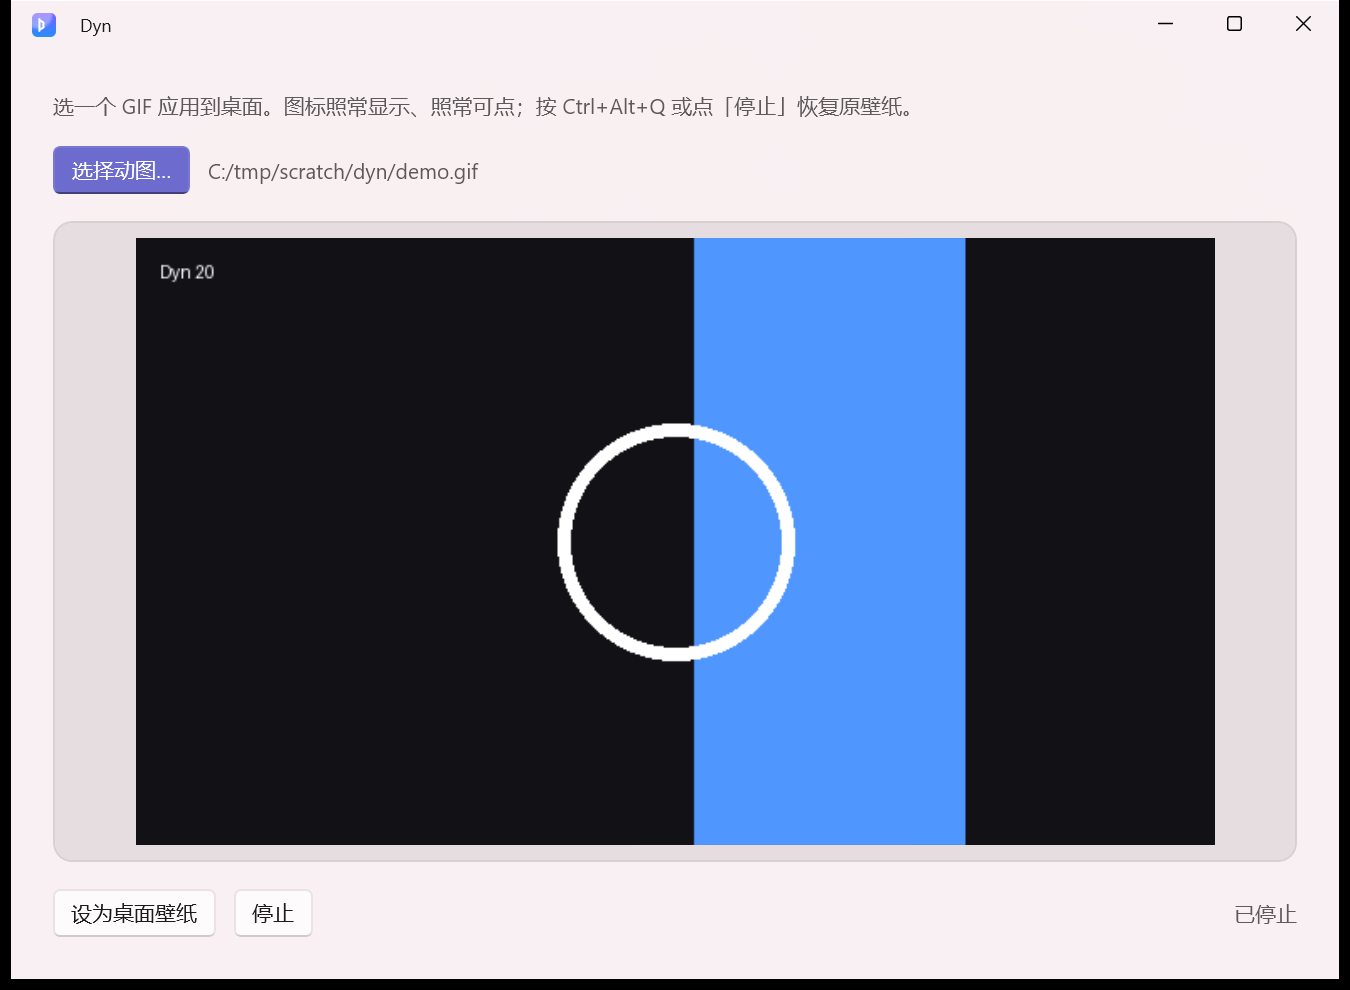 Dyn
选一个 GIF 应用到桌面。图标照常显示、照常可点；按 Ctrl+Alt+Q 或点「停止」恢复原壁纸。
选择动图... C:/tmp/scratch/dyn/demo.gif
Dyn 20
设为桌面壁纸 停止 已停止